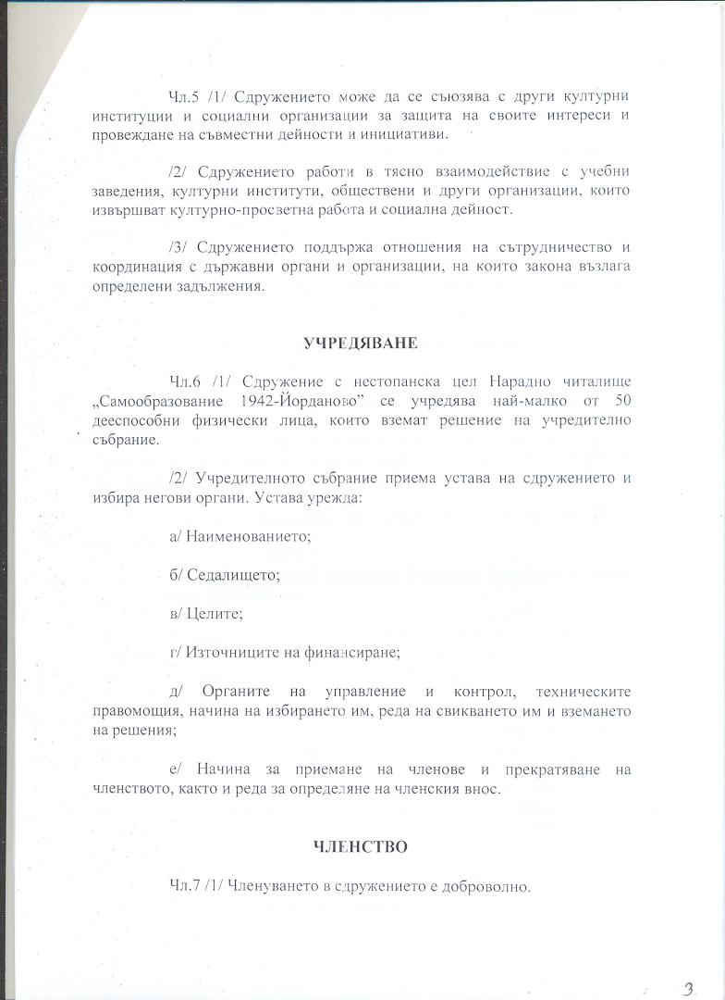 Чл.5 /1/ Сдружението може да се съюзява с други културни
институции и социални организации за защита на своите интереси и
провеждане на съвместни дейности и инициативи.
/2/ Сдружението работи в тясно взаимодействие с учебни
заведения, културни институти, обществени и други организации, които
извършват културно-просветна работа и социална дейност.
/3/ Сдружението поддържа отношения на сътрудничество и
координация с държавни органи и организации, на които закона възлага
определени задължения.
УЧРЕДЯВАНЕ
Чл.6 /1/ Сдружение с нестопанска цел Нарадно читалище
„Самообразование 1942-Йорданово” се учредява най-малко от 50
дееспособни физически лица, които вземат решение на учредително
събрание.
/2/ Учредителното събрание приема устава на сдружението и
избира негови органи. Устава урежда:
а/ Наименованието;
б/ Седалището;
в/ Целите;
г/ Източниците на финансиране;
д/ Органите на управление и контрол, техническите
правомощия, начина на избирането им, реда на свикването им и вземането
на решения;
е/ Начина за приемане на членове и прекратяване на
членството, както и реда за определяне на членския внос.
ЧЛЕНСТВО
Чл.7 /1/ Членуването в сдружението е доброволно.
3